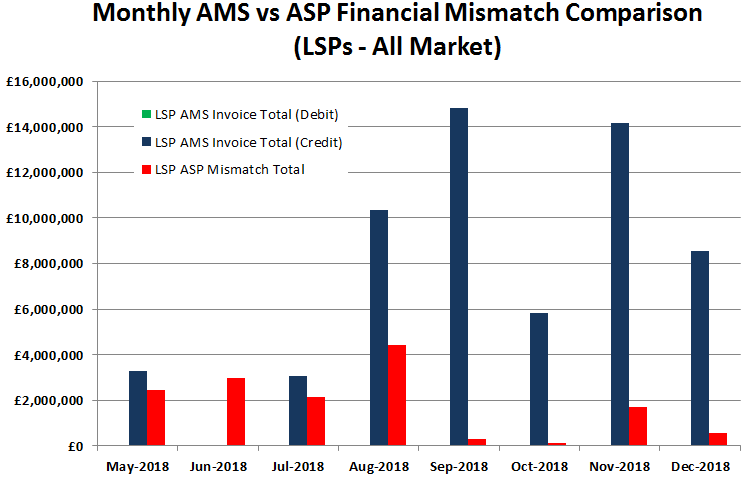 Monthly AMS vs ASP Financial Mismatch Comparison
(LSPs - All Market)
£16,000,000
£14,000,000
£12,000,000
£10,000,000
£8,000,000
£6,000,000
£4,000,000
£2,000,000
£0
LSP AMS Invoice Total (Debit)
LSP AMS Invoice Total (Credit)
LSP ASP Mismatch Total
May-2018 Jun-2018 Jul-2018 Aug-2018 Sep-2018 Oct-2018 Nov-2018 Dec-2018